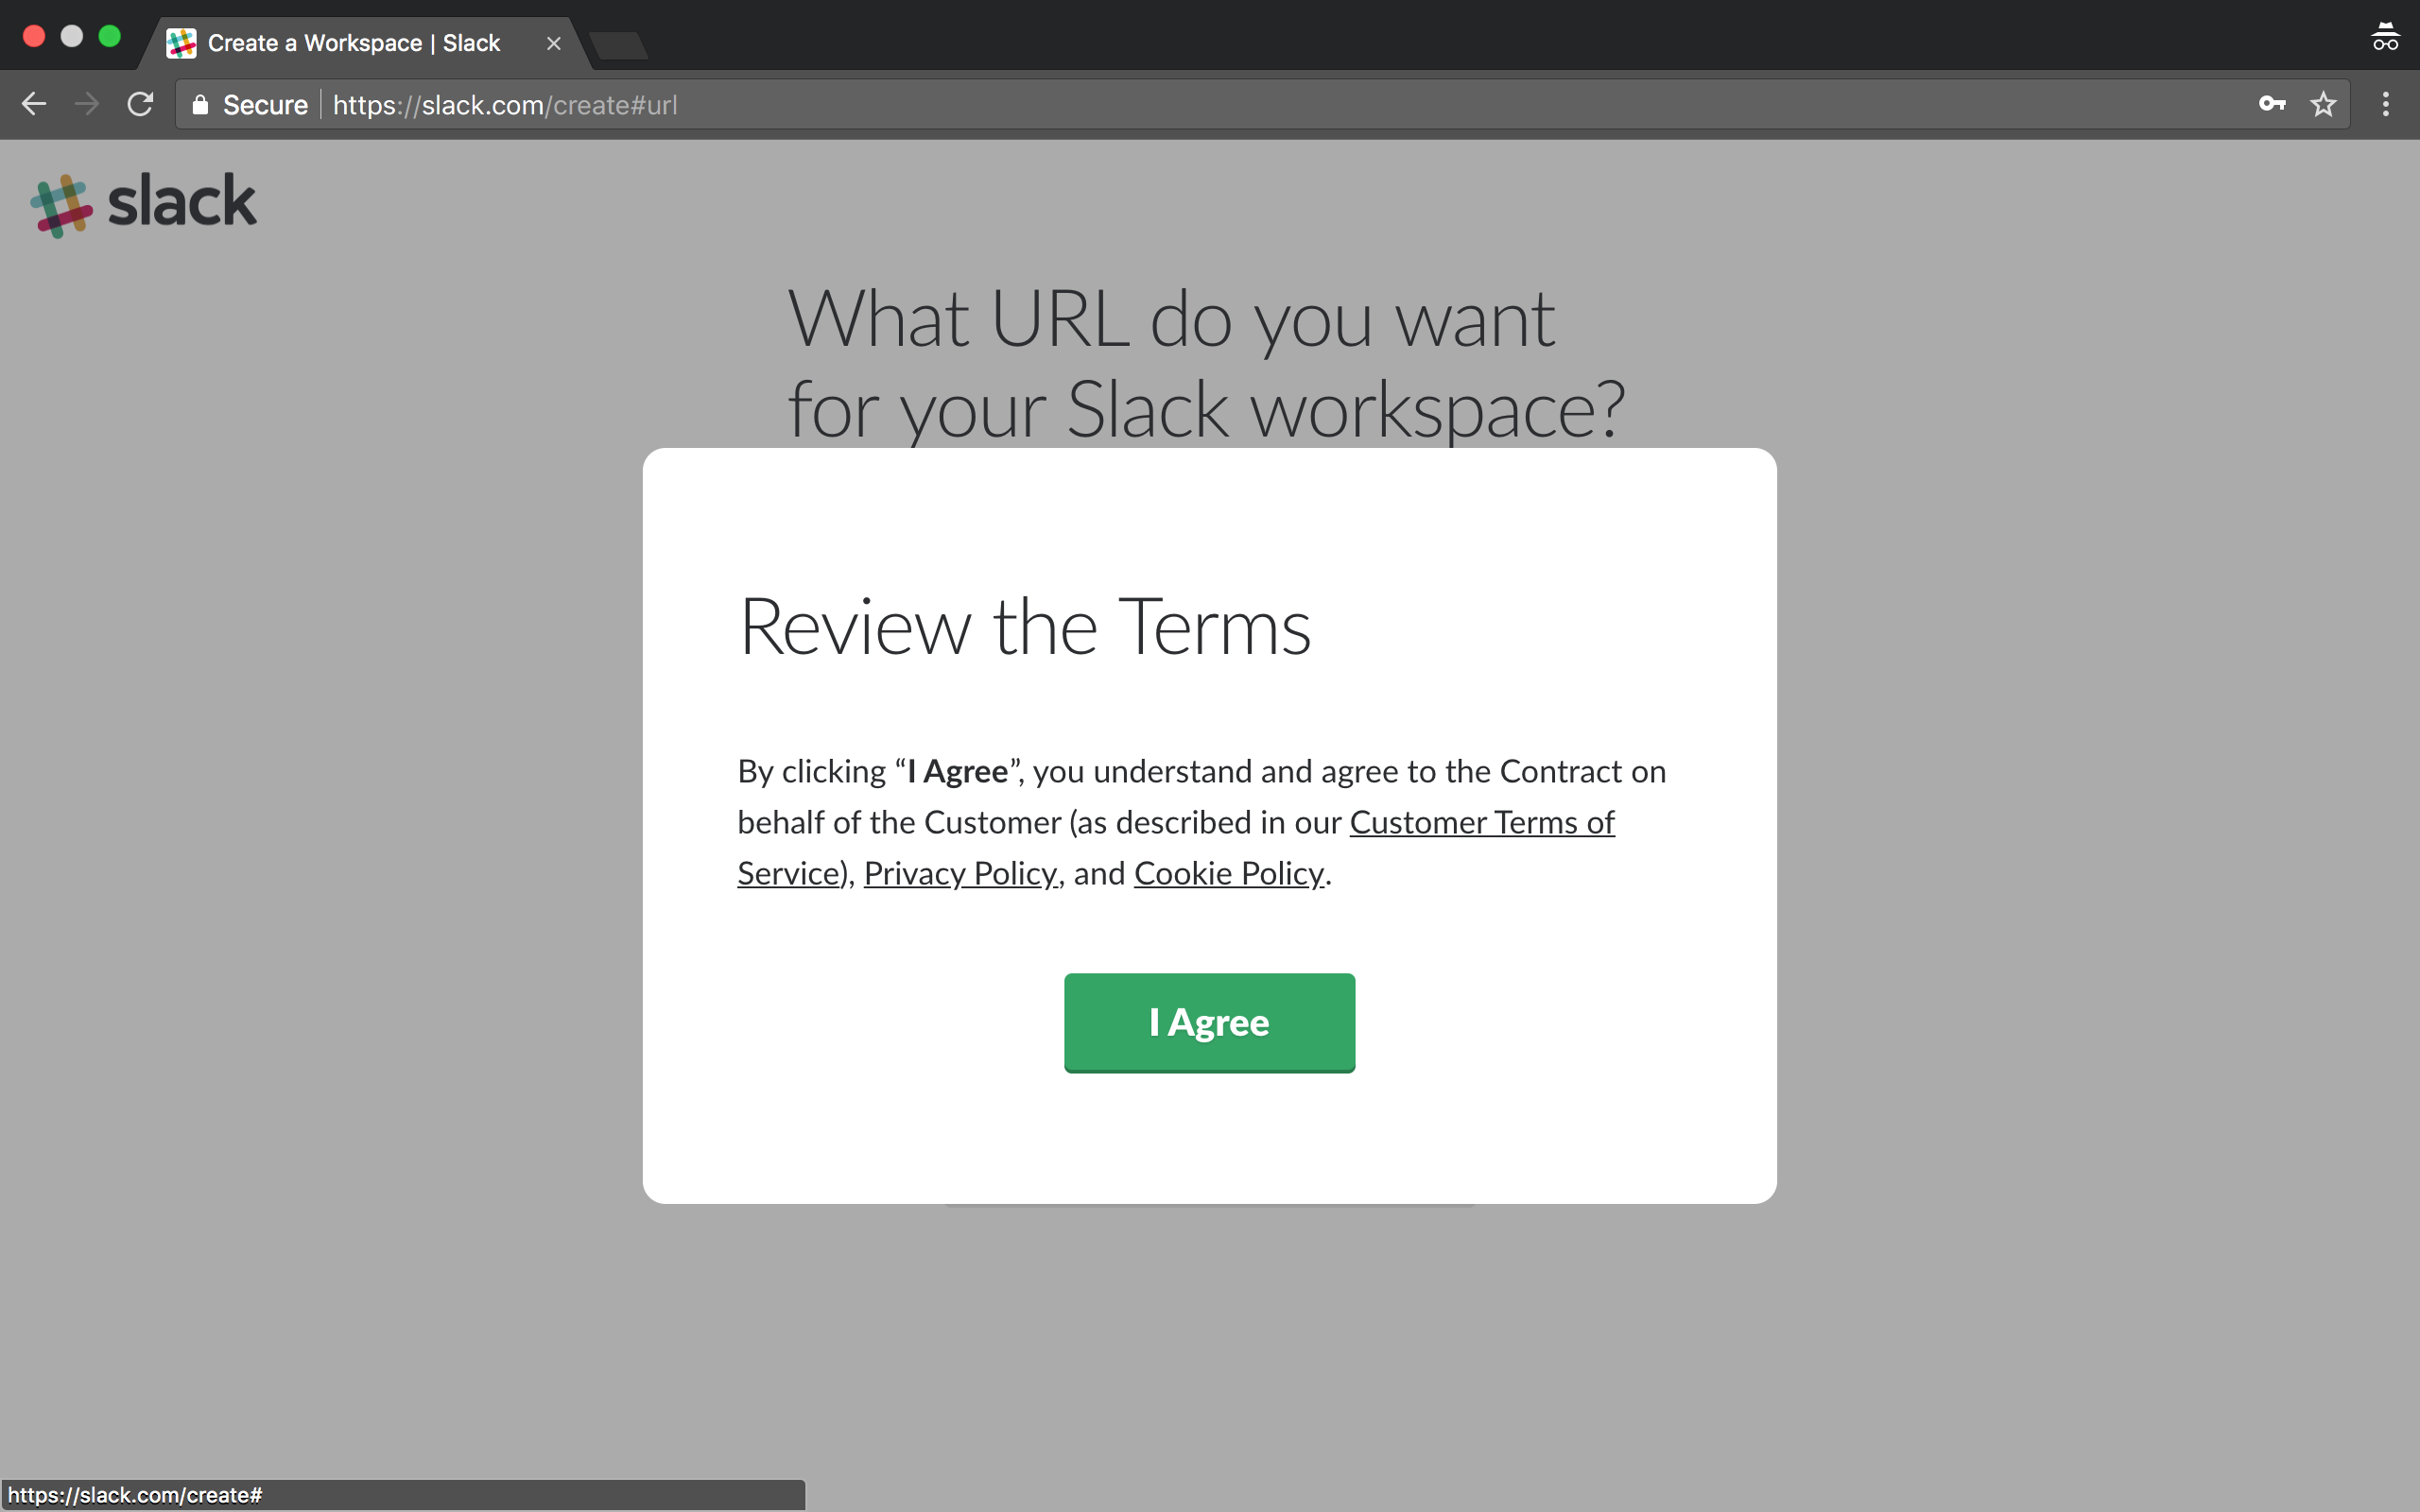 Create a Workspace | Slack
Secure https://slack.com/create#url
slack
What URL do you want
for your Slack workspace?
Review the Terms
By clicking “I Agree”, you understand and agree to the Contract on
behalf of the Customer (as described in our Customer Terms of
Service), Privacy Policy, and Cookie Policy.
I Agree
https://slack.com/create#